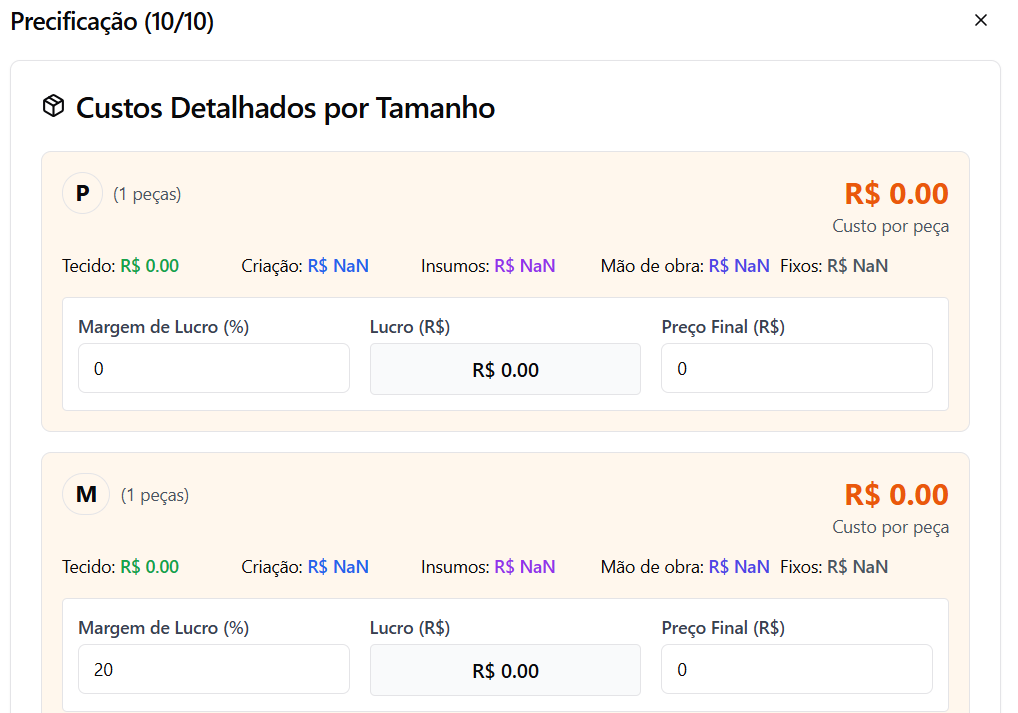 Precificação (10/10)
Custos Detalhados por Tamanho
P (1 peças) R$ 0.00
Custo por peça
Tecido: R$ 0.00 Criação: R$ NaN Insumos: R$ NaN Mão de obra: R$ NaN Fixos: R$ NaN
Margem de Lucro (%) Lucro (R$) Preço Final (R$)
0 R$ 0.00 0
M (1 peças) R$ 0.00
Custo por peça
Tecido: R$ 0.00 Criação: R$ NaN Insumos: R$ NaN Mão de obra: R$ NaN Fixos: R$ NaN
Margem de Lucro (%) Lucro (R$) Preço Final (R$)
20 R$ 0.00 0